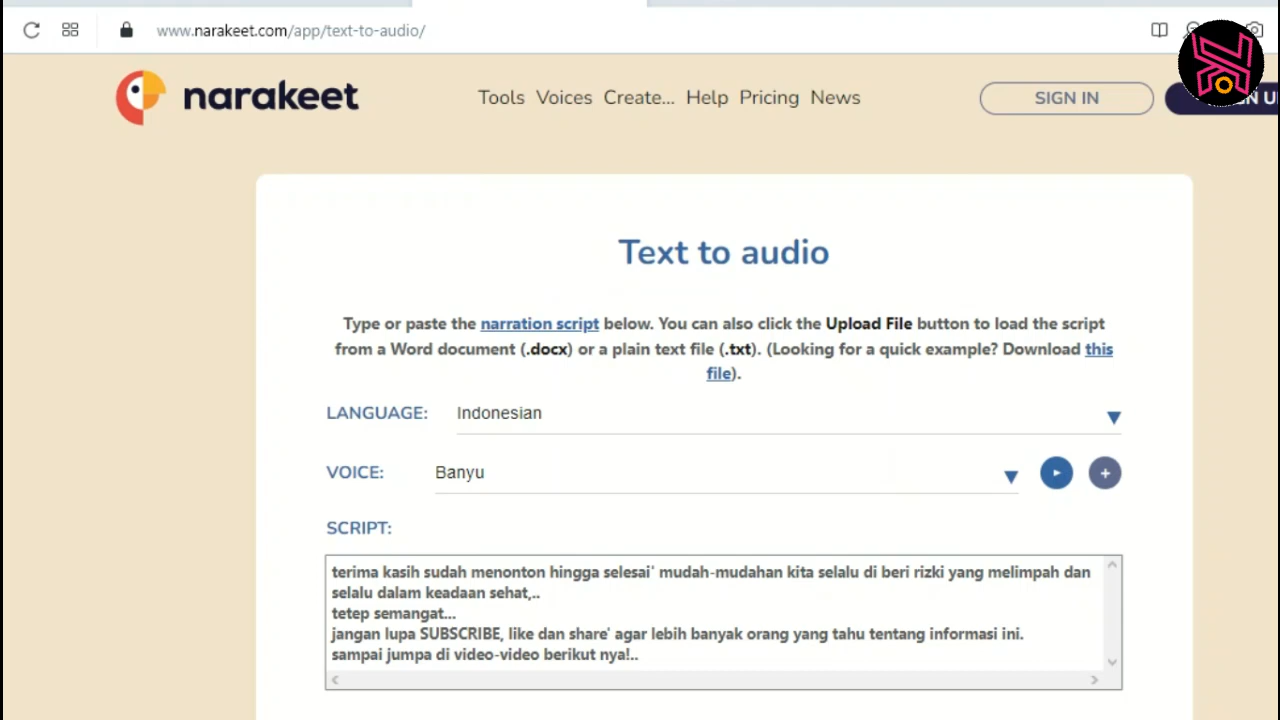 www.narakeet.com/app/text-to-audio/
narakeet
Tools Voices Create... Help Pricing News
SIGN IN
Text to audio
Type or paste the narration script below. You can also click the Upload File button to load the script
from a Word document (.docx) or a plain text file (.txt). (Looking for a quick example? Download this
file).
LANGUAGE: Indonesian
VOICE: Banyu
SCRIPT:
terima kasih sudah menonton hingga selesai' mudah-mudahan kita selalu di beri rizki yang melimpah dan
selalu dalam keadaan sehat,..
tetep semangat...
jangan lupa SUBSCRIBE, like dan share' agar lebih banyak orang yang tahu tentang informasi ini.
sampai jumpa di video-video berikut nya!..